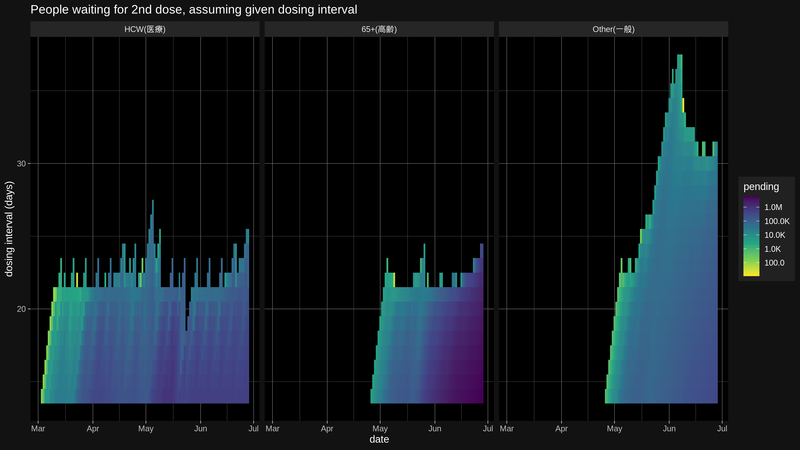 People waiting for 2nd dose, assuming given dosing interval
HCW(医療)
65+(高齢)
Other(一般)
dosing interval (days)
30
20
Mar
Apr
May
Jun
Jul
Mar
Apr
May
Jun
Jul
Mar
Apr
May
Jun
Jul
date
pending
1.0M
100.0K
10.0K
1.0K
100.0